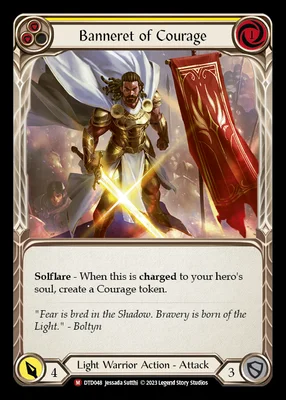 Banneret of Courage
Solflare - When this is charged to your hero's
soul, create a Courage token.
"Fear is bred in the Shadow. Bravery is born of the
Light." - Boltyn
4
Light Warrior Action - Attack
3
M DTD048 Jessada Sutthi © 2023 Legend Story Studios